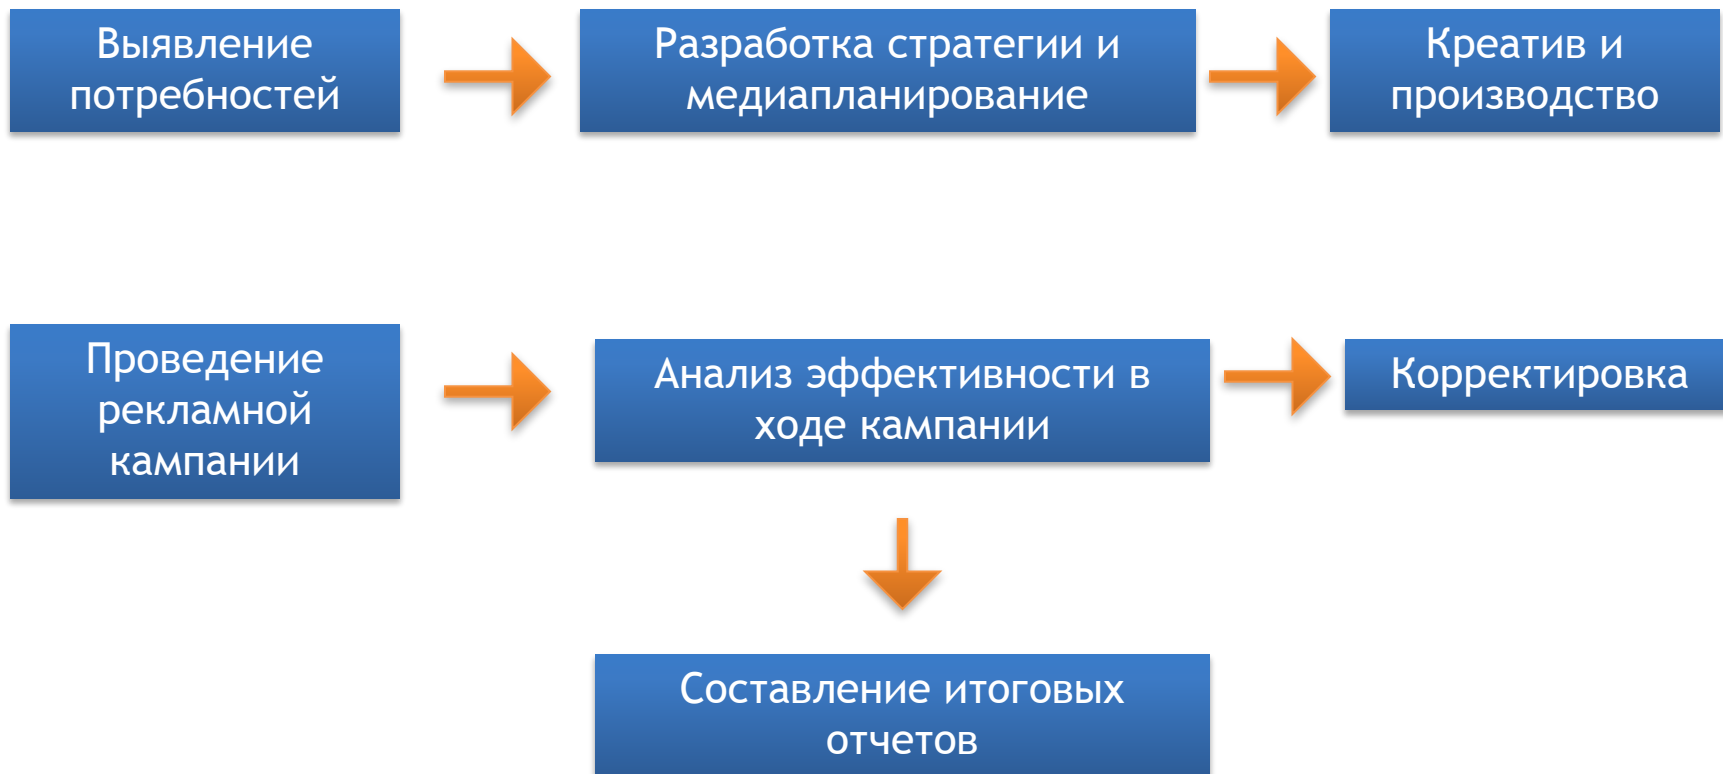 Выявление
потребностей
Разработка стратегии и
медиапланирование
Креатив и
производство
Проведение
рекламной
кампании
Анализ эффективности в
ходе кампании
Корректировка
Составление итоговых
отчетов